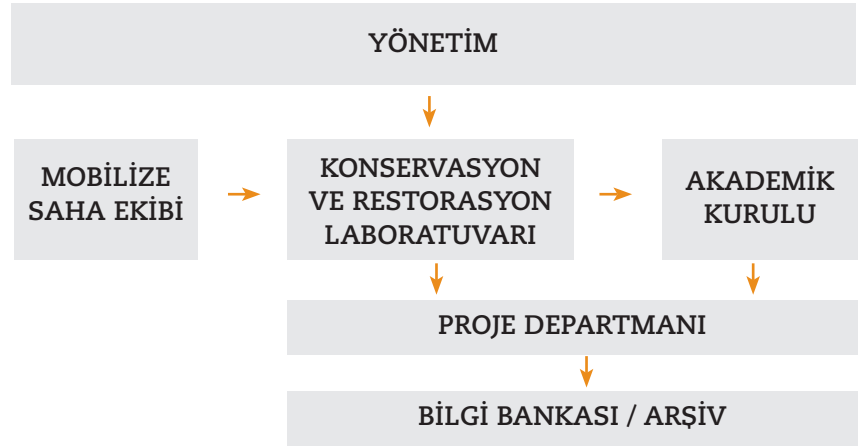 YÖNETİM
MOBİLİZE
SAHA EKİBİ
KONSERVASYON
VE RESTORASYON
LABORATUVARI
AKADEMİK
KURULU
PROJE DEPARTMANI
BİLGİ BANKASI / ARŞİV